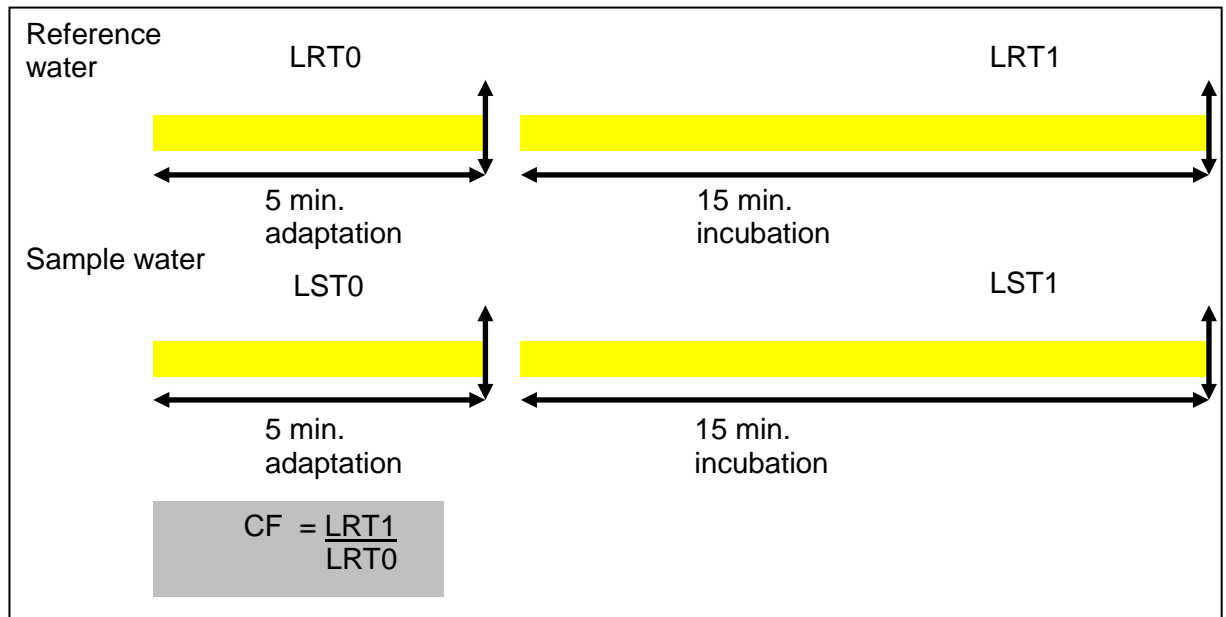 Reference
water
LRT0
LRT1
5 min.
adaptation
15 min.
incubation
Sample water
LST0
LST1
5 min.
adaptation
15 min.
incubation
CF = LRT1
LRT0